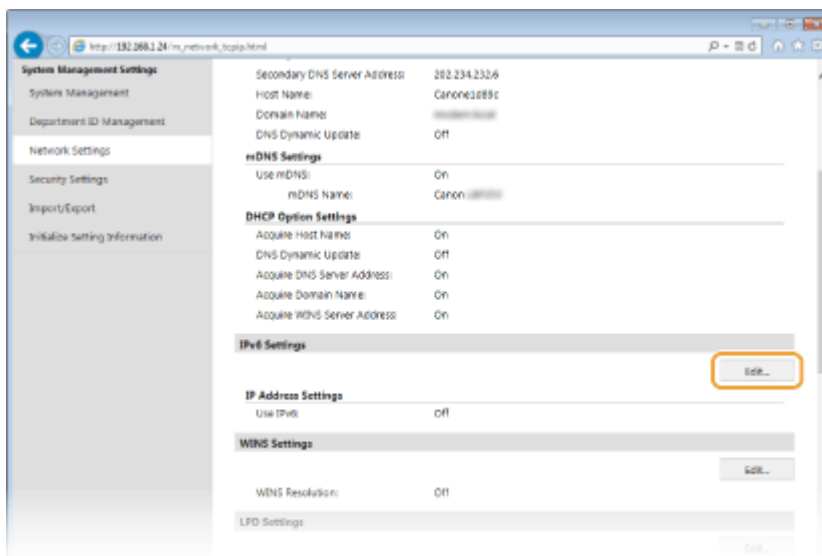 http://192.168.1.24/m_network_tcpip.html
System Management Settings
System Management
Department ID Management
Network Settings
Security Settings
Import/Export
Initialize Setting Information
Secondary DNS Server Address: 202.234.232.6
Host Name: Canone1d89c
Domain Name:
DNS Dynamic Update: Off
mDNS Settings
Use mDNS: On
mDNS Name: Canon
DHCP Option Settings
Acquire Host Name: On
DNS Dynamic Update: Off
Acquire DNS Server Address: On
Acquire Domain Name: On
Acquire WINS Server Address: On
IPv6 Settings
Edit...
IP Address Settings
Use IPv6: Off
WINS Settings
Edit...
WINS Resolution: Off
LPD Settings
Edit...